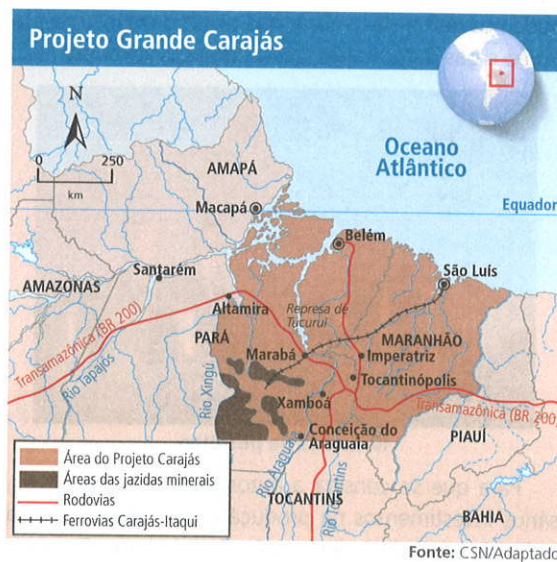 Projeto Grande Carajás
N
0 250
km
Oceano
Atlântico
AMAPÁ
Macapá
Equador
Belém
São Luís
Santarém
AMAZONAS
Altamira
Represa de
Tucuruí
Transamazônica (BR 200)
Rio Tapajós
PARÁ
Rio Xingú
Marabá
MARANHÃO
Imperatriz
Tocantinópolis
Xamboá
Transamazônica (BR 200)
Conceição do
Araguaia
PIAUÍ
Rio Araguaia
Rio Tocantins
TOCANTINS
BAHIA
Área do Projeto Carajás
Áreas das jazidas minerais
Rodovias
Ferrovias Carajás-Itaqui
Fonte: CSN/Adaptado